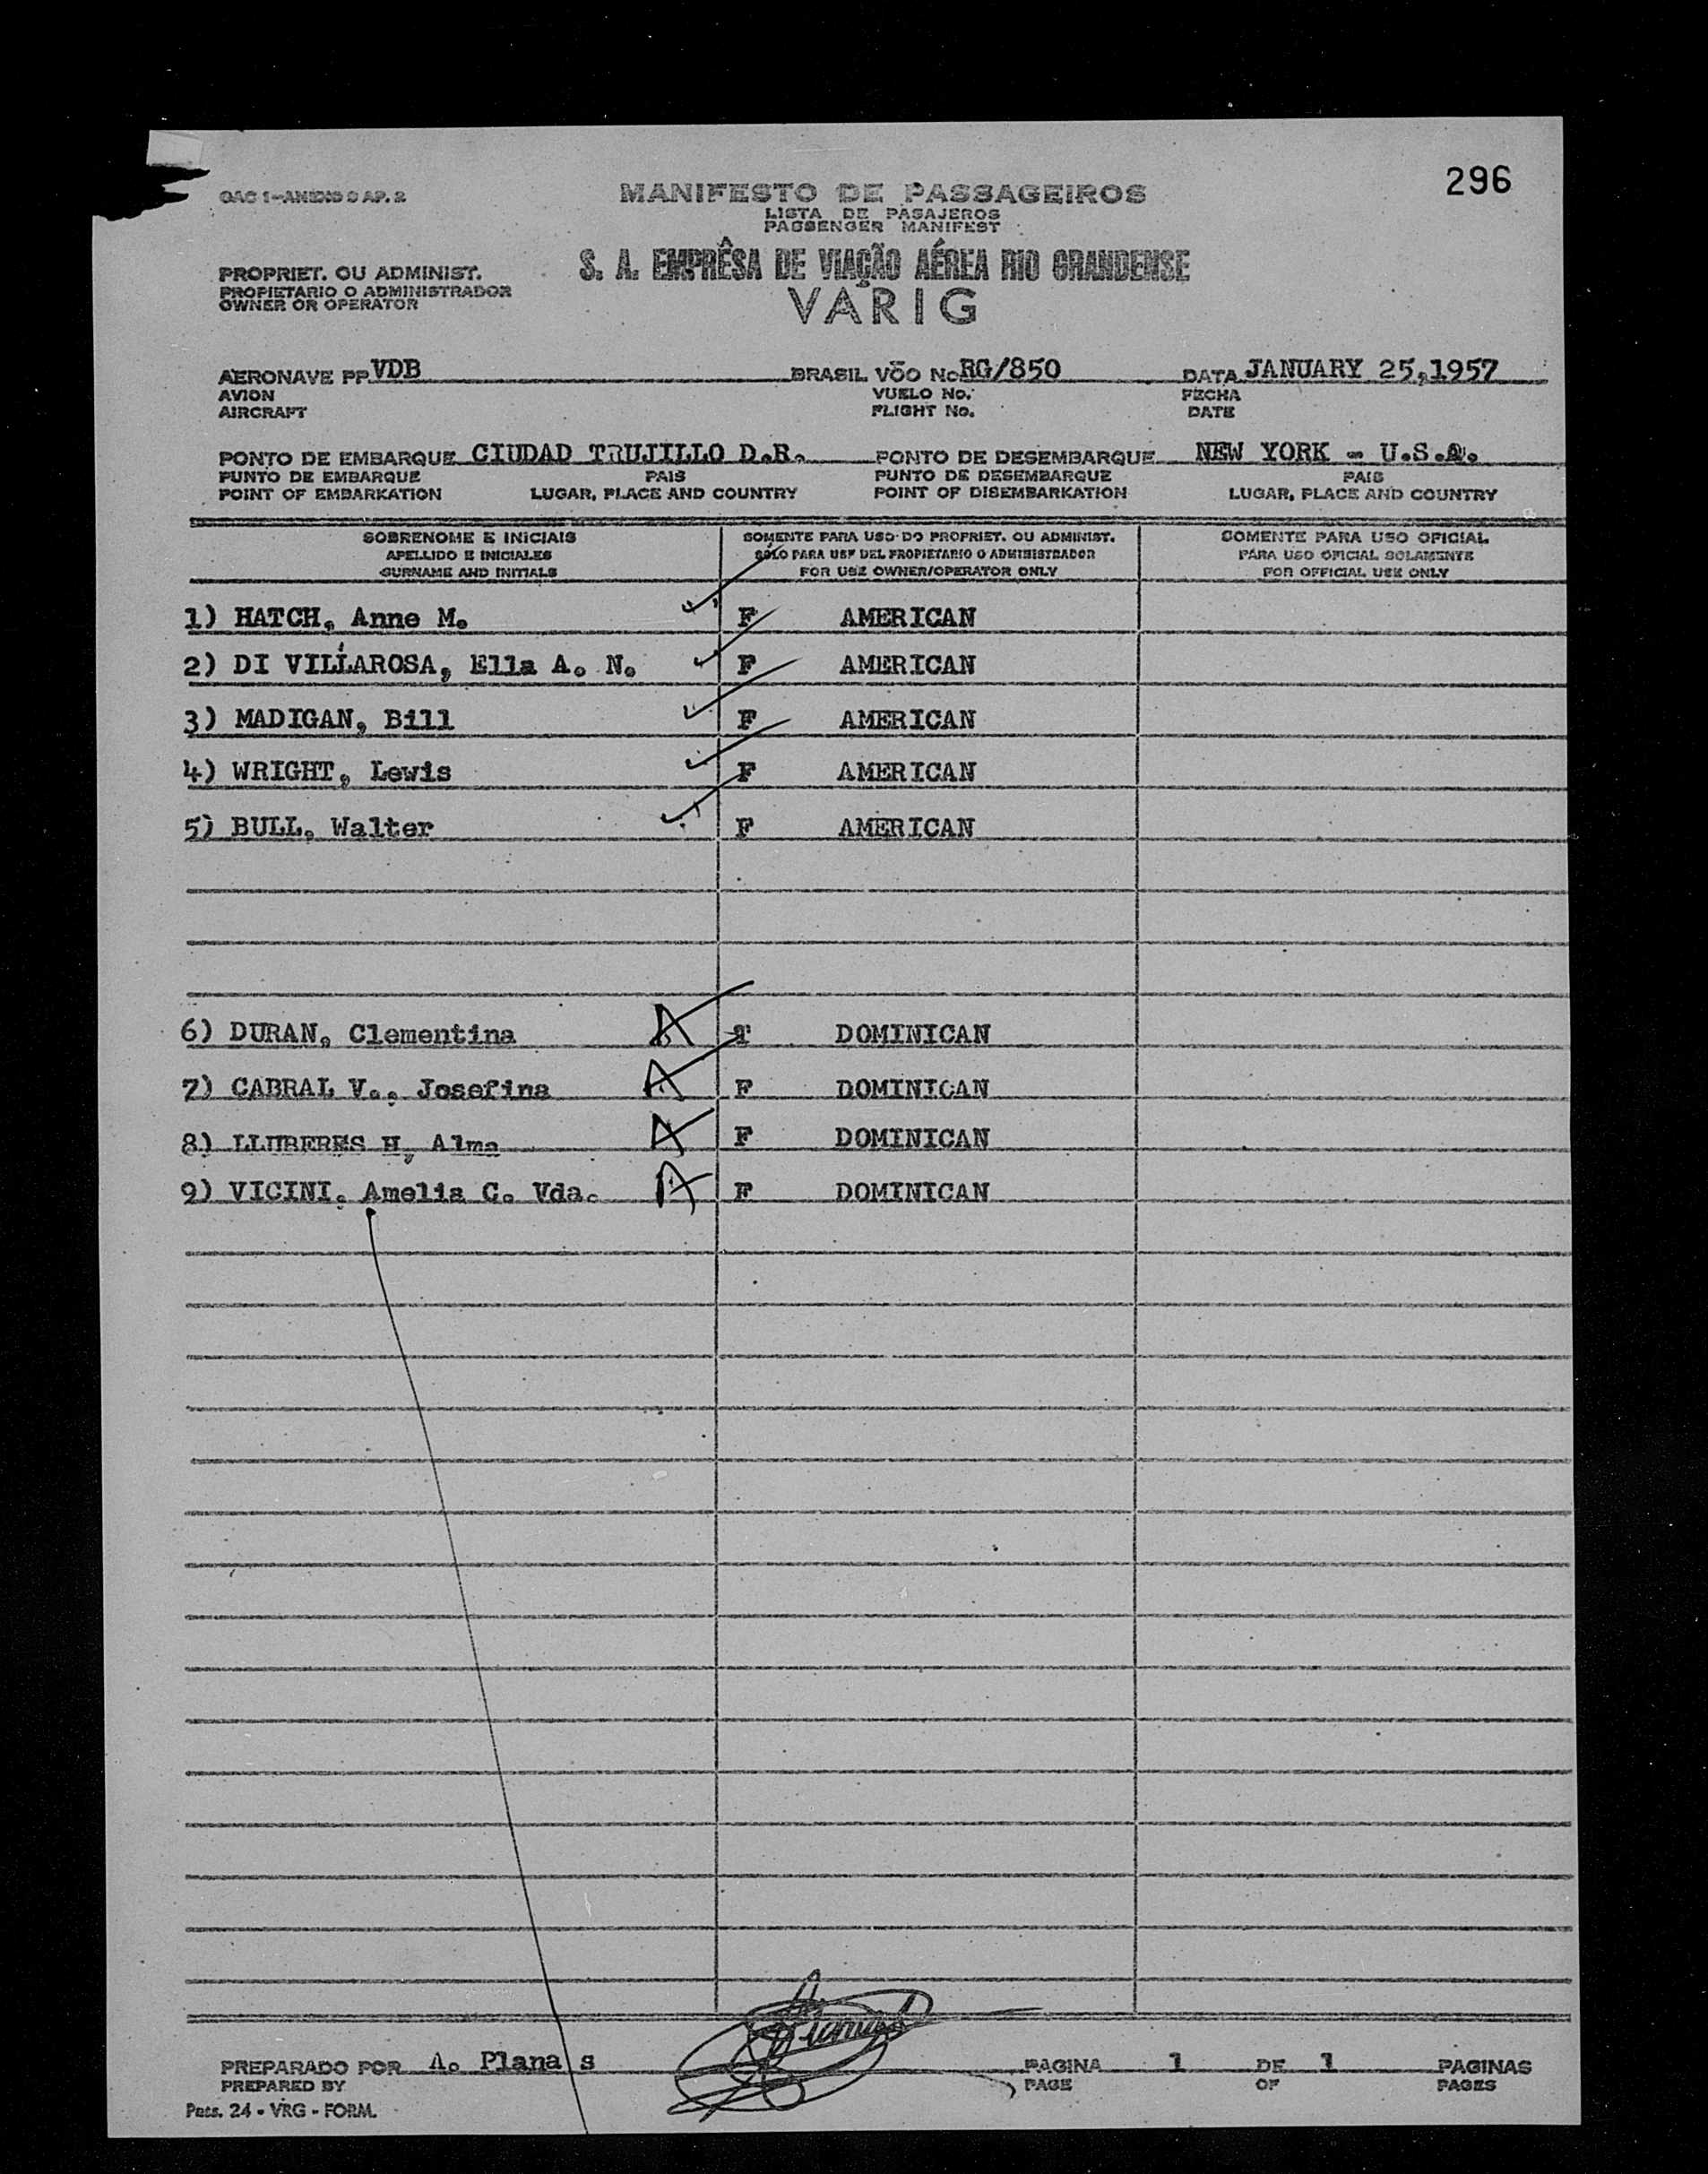 296
OAC 1-ANEXO 9 AP. 2
MANIFESTO DE PASSAGEIROS
LISTA DE PASAJEROS
PASSENGER MANIFEST
S. A. EMPRÊSA DE VIAÇÃO AÉREA RIO GRANDENSE
VARIG
PROPRIET. OU ADMINIST.
PROPIETARIO O ADMINISTRADOR
OWNER OR OPERATOR
AERONAVE PP VDB BRASIL VÕO No RG/850 DATA JANUARY 25,1957
AVION VUELO No. FECHA
AIRCRAFT FLIGHT No. DATE
PONTO DE EMBARQUE CIUDAD TRUJILLO D.R. PONTO DE DESEMBARQUE NEW YORK - U.S.A.
PUNTO DE EMBARQUE PAIS PUNTO DE DESEMBARQUE PAIS
POINT OF EMBARKATION LUGAR, PLACE AND COUNTRY POINT OF DISEMBARKATION LUGAR, PLACE AND COUNTRY
SOBRENOME E INICIAIS SOMENTE PARA USO DO PROPRIET. OU ADMINIST. SOMENTE PARA USO OFICIAL
APELLIDO E INICIALES SÓLO PARA USF DEL PROPIETARIO O ADMINISTRADOR PARA USO OFICIAL SOLAMENTE
SURNAME AND INITIALS FOR USE OWNER/OPERATOR ONLY FOR OFFICIAL USE ONLY
1) HATCH, Anne M. F AMERICAN
2) DI VILLAROSA, Ella A. N. F AMERICAN
3) MADIGAN, Bill F AMERICAN
4) WRIGHT, Lewis F AMERICAN
5) BULL, Walter F AMERICAN
6) DURAN, Clementina A DOMINICAN
7) CABRAL V., Josefina A F DOMINICAN
8) LLUBERES H, Alma A F DOMINICAN
9) VICINI, Amelia C. Vda. A F DOMINICAN
PREPARADO POR A. Plana s PAGINA 1 DE 1 PAGINAS
PREPARED BY PAGE OF PAGES
Pass. 24 - VRG - FORM.